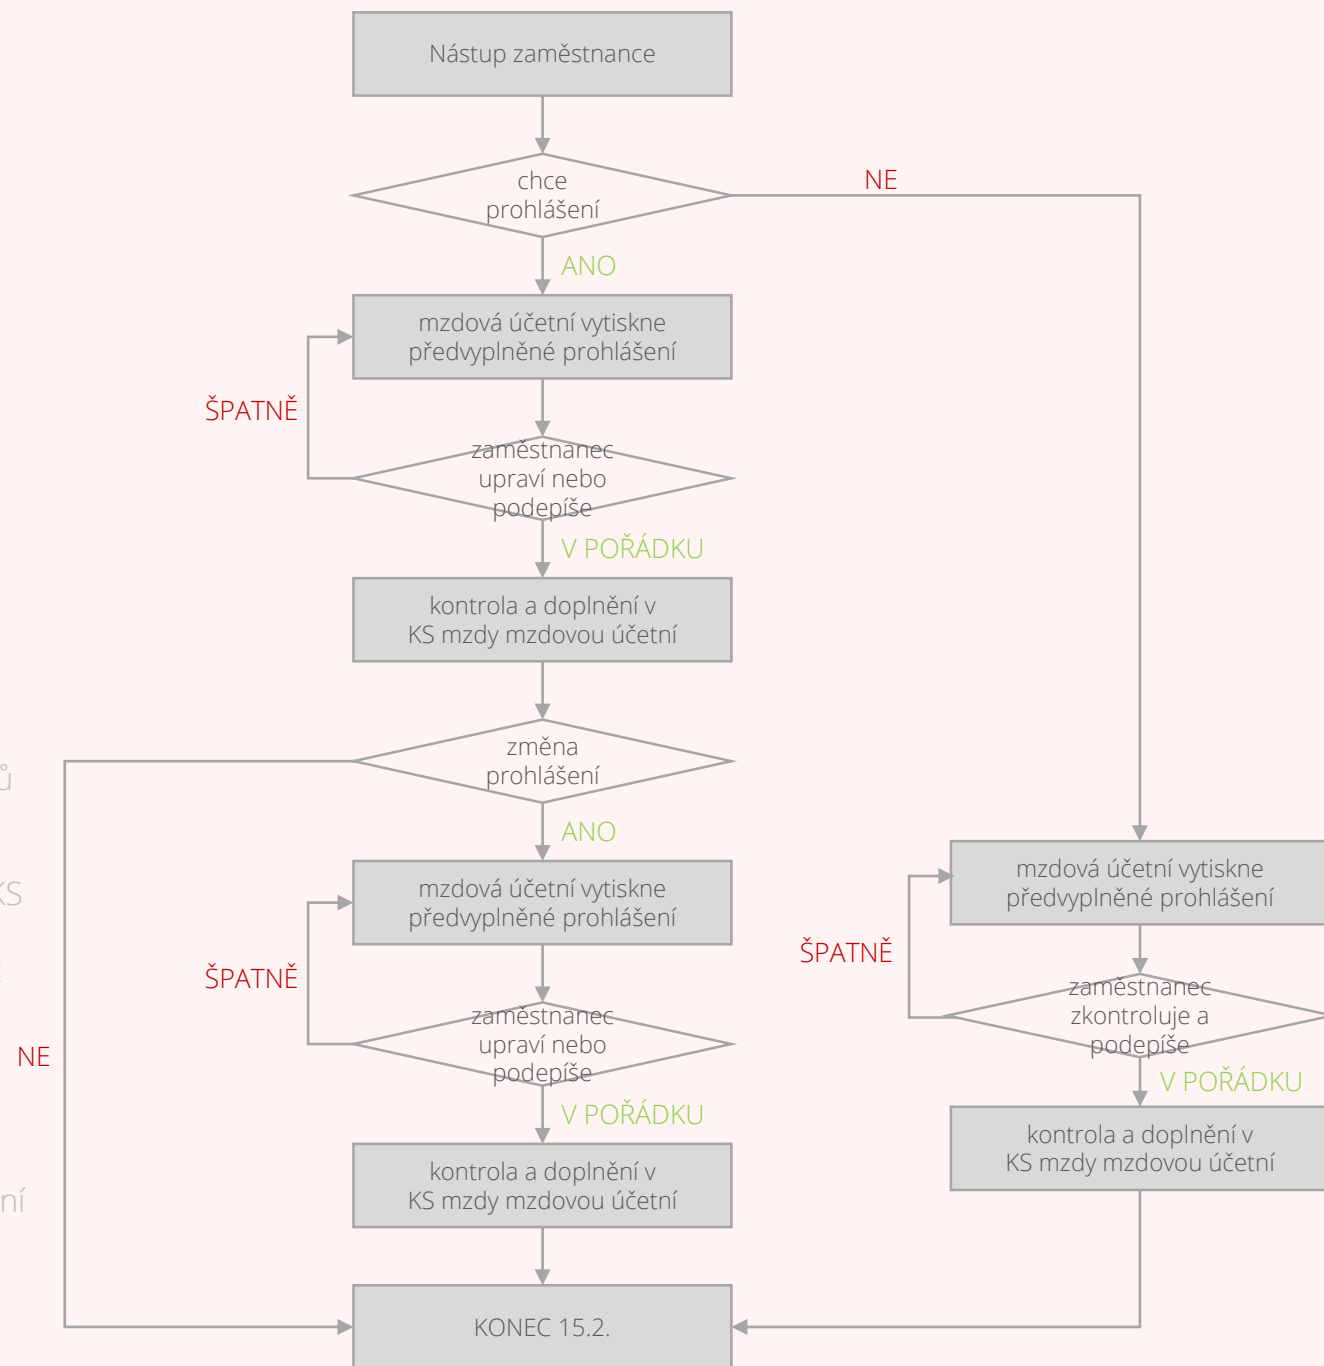 Nástup zaměstnance
chce
prohlášení
NE
ANO
mzdová účetní vytiskne
předvyplněné prohlášení
ŠPATNĚ
zaměstnanec
upraví nebo
podepíše
V POŘÁDKU
kontrola a doplnění v
KS mzdy mzdovou účetní
změna
prohlášení
NE
ANO
mzdová účetní vytiskne
předvyplněné prohlášení
ŠPATNĚ
zaměstnanec
upraví nebo
podepíše
V POŘÁDKU
kontrola a doplnění v
KS mzdy mzdovou účetní
mzdová účetní vytiskne
předvyplněné prohlášení
ŠPATNĚ
zaměstnanec
zkontroluje a
podepíše
V POŘÁDKU
kontrola a doplnění v
KS mzdy mzdovou účetní
KONEC 15.2.
ů
KS
ní